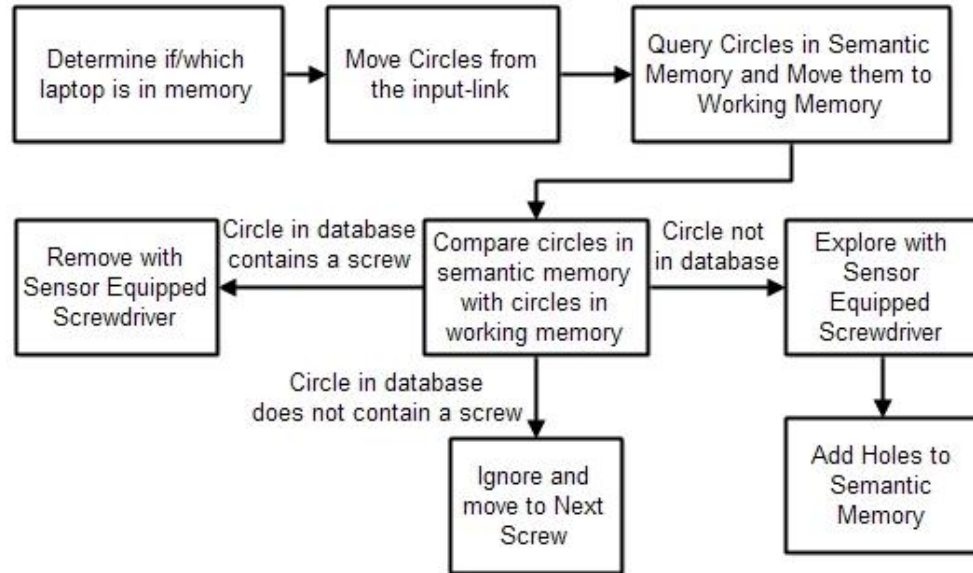 Determine if/which
laptop is in memory
Move Circles from
the input-link
Query Circles in Semantic
Memory and Move them to
Working Memory
Remove with
Sensor Equipped
Screwdriver
Circle in database
contains a screw
Compare circles in
semantic memory
with circles in
working memory
Circle not
in database
Explore with
Sensor
Equipped
Screwdriver
Circle in database
does not contain a screw
Ignore and
move to Next
Screw
Add Holes to
Semantic
Memory